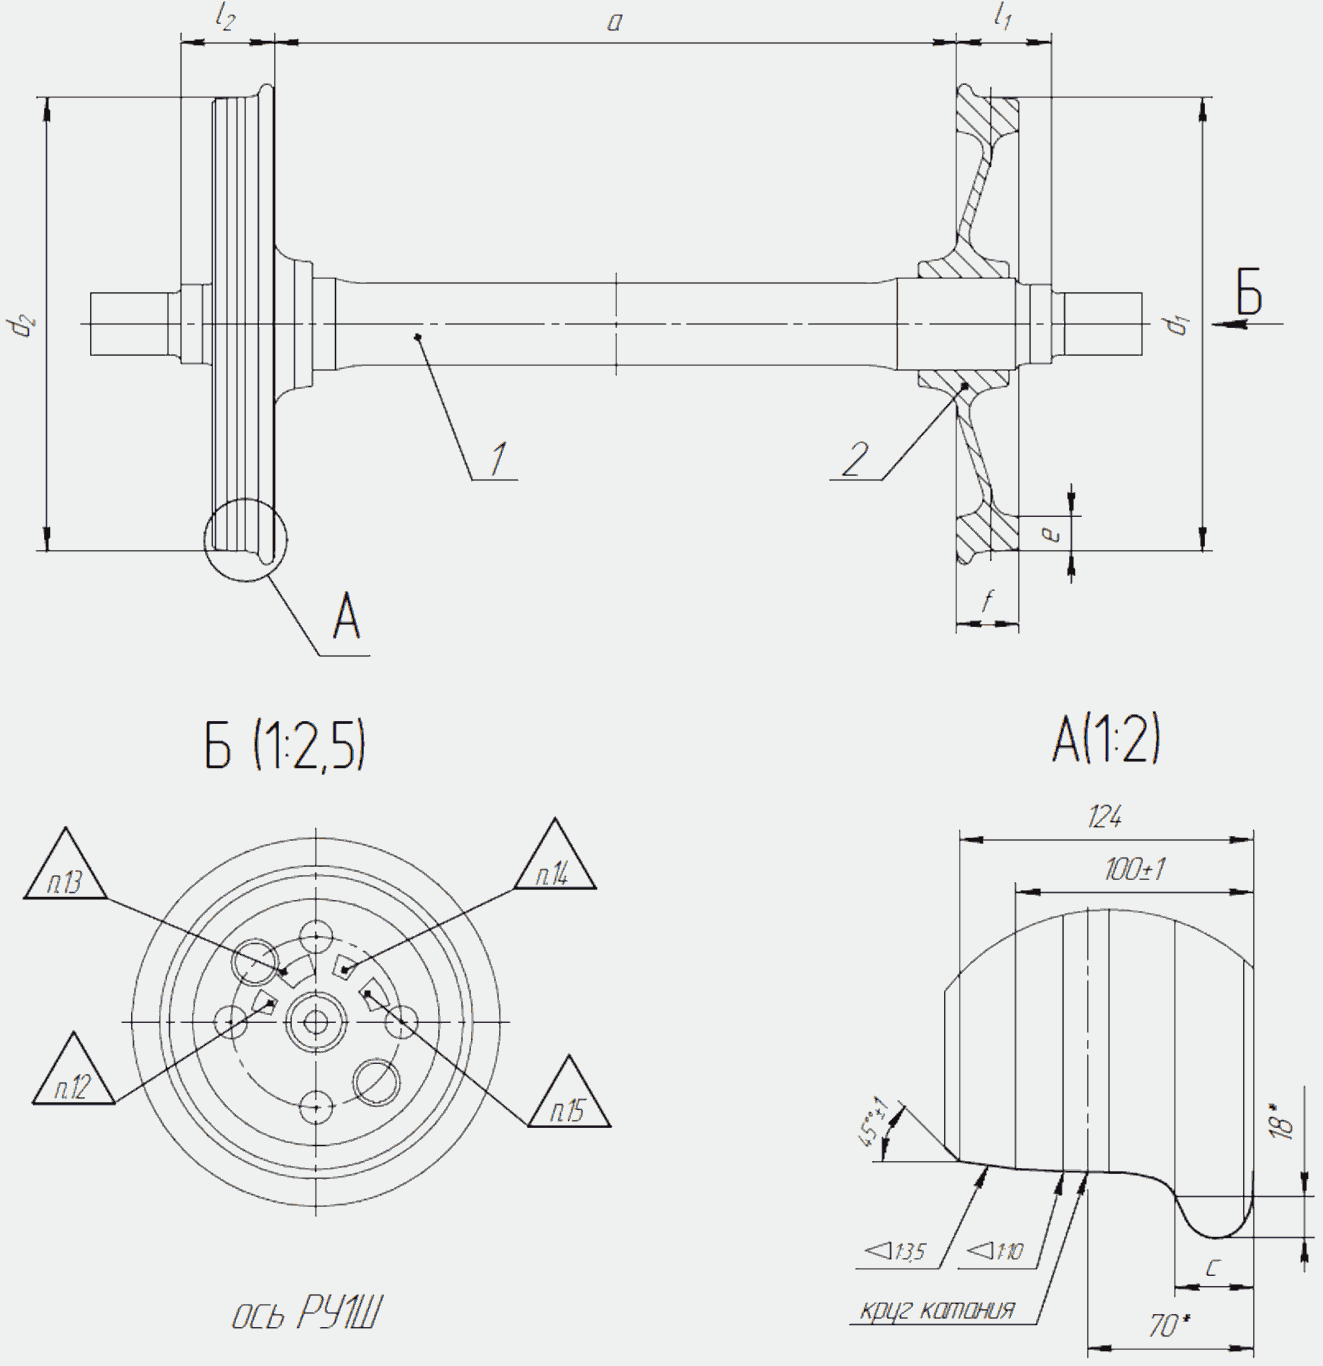 l₂
a
l₁
d₂
d₁
Б
1
2
e
f
А
Б (1:2,5)
А(1:2)
124
100±1
п.13
п.14
п.12
п.15
45°°±1
18*
1:3,5
1:10
c
круг катания
70*
ось РУ1Ш